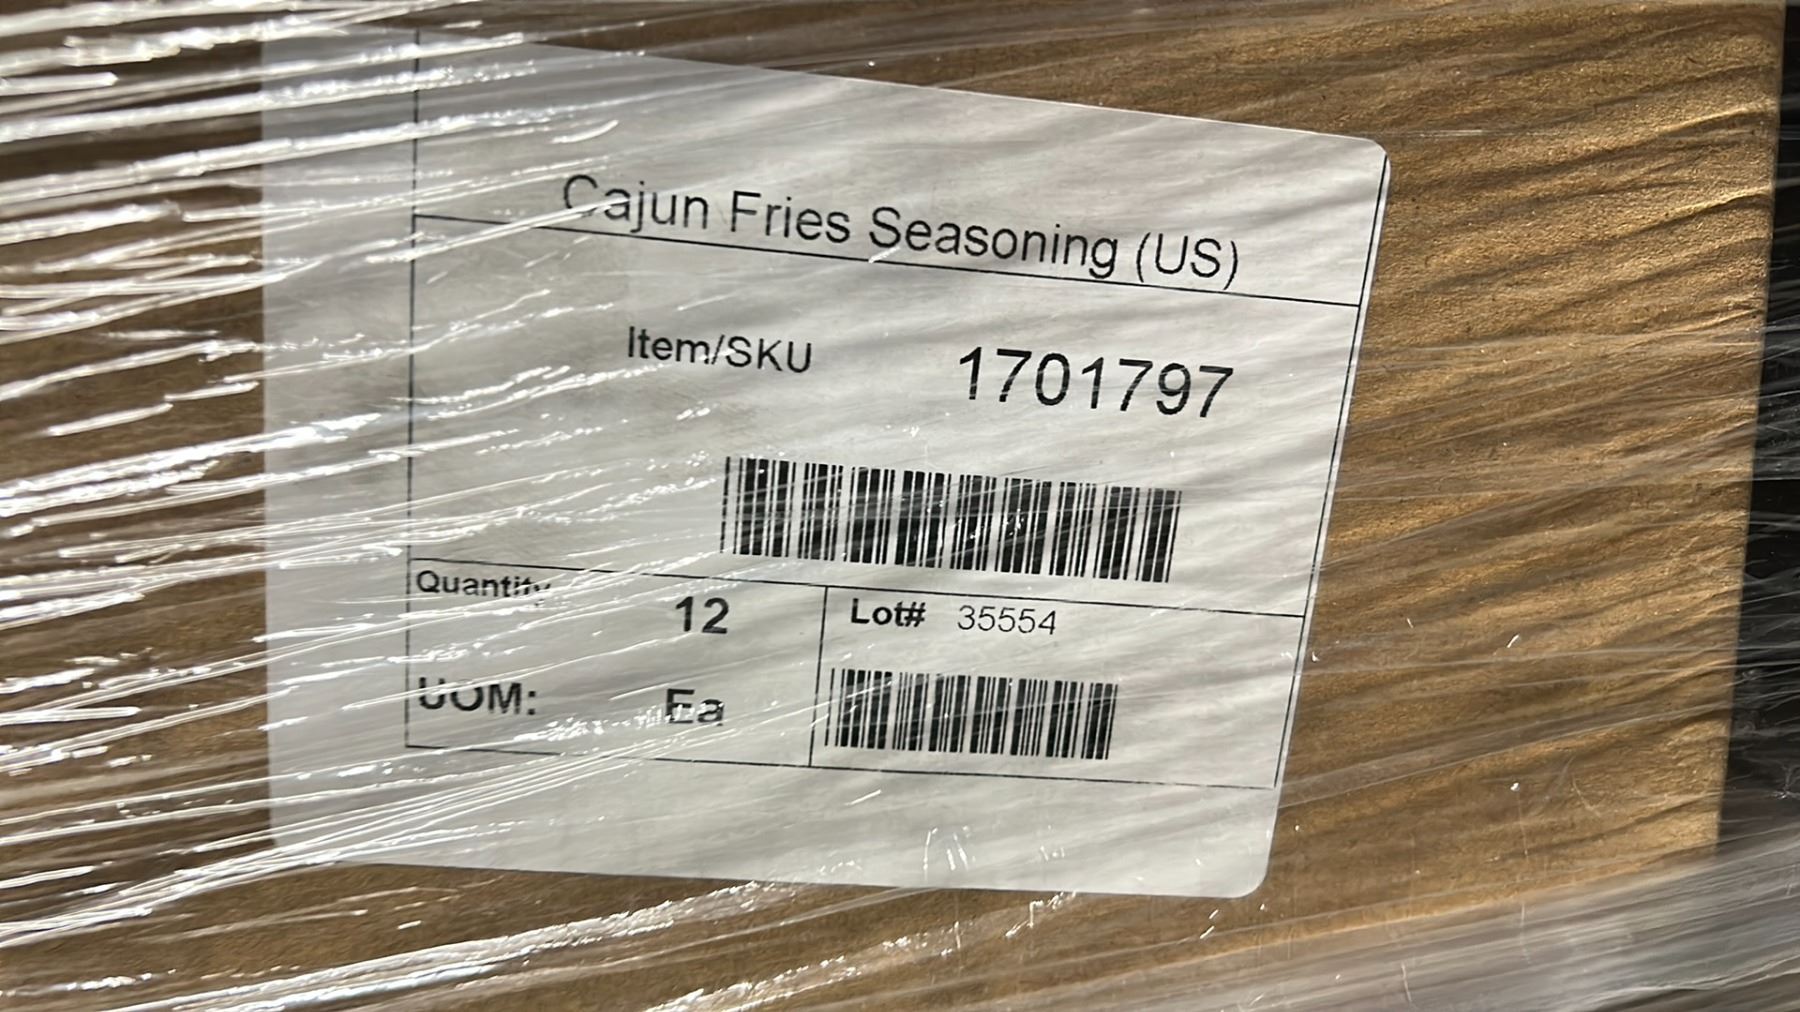 Cajun Fries Seasoning (US)
Item/SKU 1701797
Quantity 12
Lot# 35554
UOM: Ea